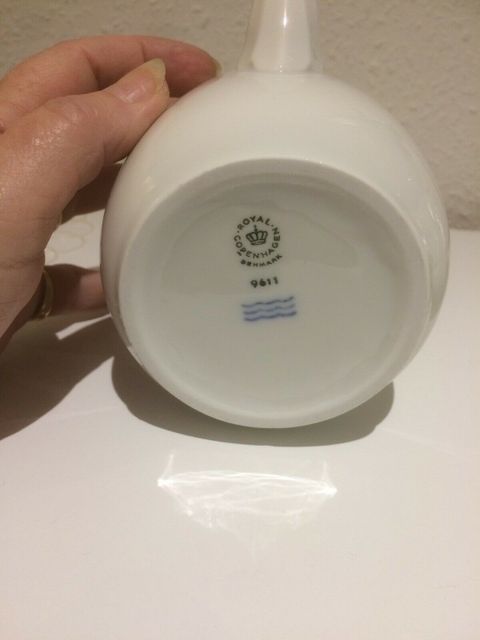 ROYAL
COPENHAGEN
DENMARK
9611